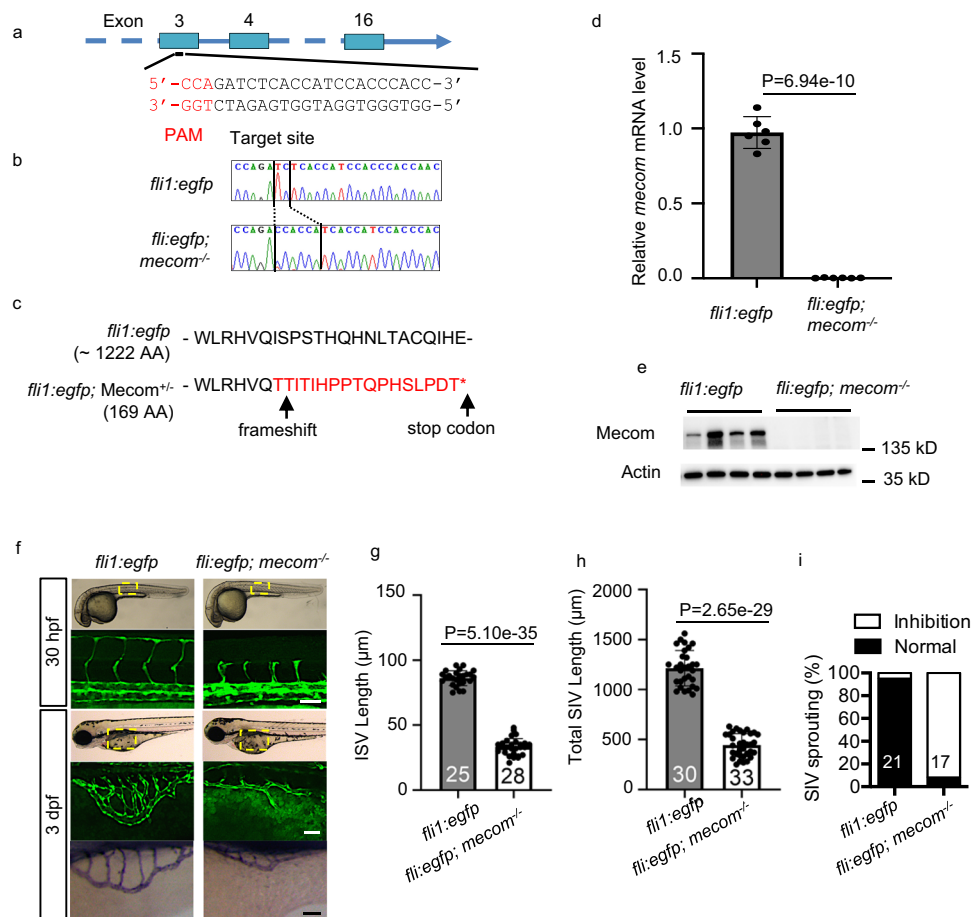 a
Exon 3 4 16
5'-CCAGATCTCACCATCCACCCACC-3'
3'-GGTCTAGAGTGGTAGGTGGGTGG-5'
PAM Target site
b
fli1:egfp
CCAGATCTCACCATCCACCCACCAAC
fli:egfp;
mecom-/-
CCAGACCACCATCACCATCCACCCAC
c
fli1:egfp
(~ 1222 AA)
- WLRHVQISPSTHQHNLTACQIHE-
fli1:egfp; Mecom+/-
(169 AA)
- WLRHVQTTITIHPPTQPHSLPDT*
frameshift
stop codon
d
Relative mecom mRNA level
P=6.94e-10
1.5
1.0
0.5
0.0
fli1:egfp
fli:egfp;
mecom-/-
e
fli1:egfp fli:egfp; mecom-/-
Mecom
135 kD
Actin
35 kD
f
fli1:egfp fli:egfp; mecom-/-
30 hpf
3 dpf
g
ISV Length (µm)
P=5.10e-35
150
100
50
0
25 28
fli1:egfp
fli:egfp; mecom-/-
h
Total SIV Length (µm)
P=2.65e-29
2000
1500
1000
500
0
30 33
fli1:egfp
fli:egfp; mecom-/-
i
Inhibition
Normal
SIV sprouting (%)
100
80
60
40
20
0
21 17
fli1:egfp
fli:egfp; mecom-/-